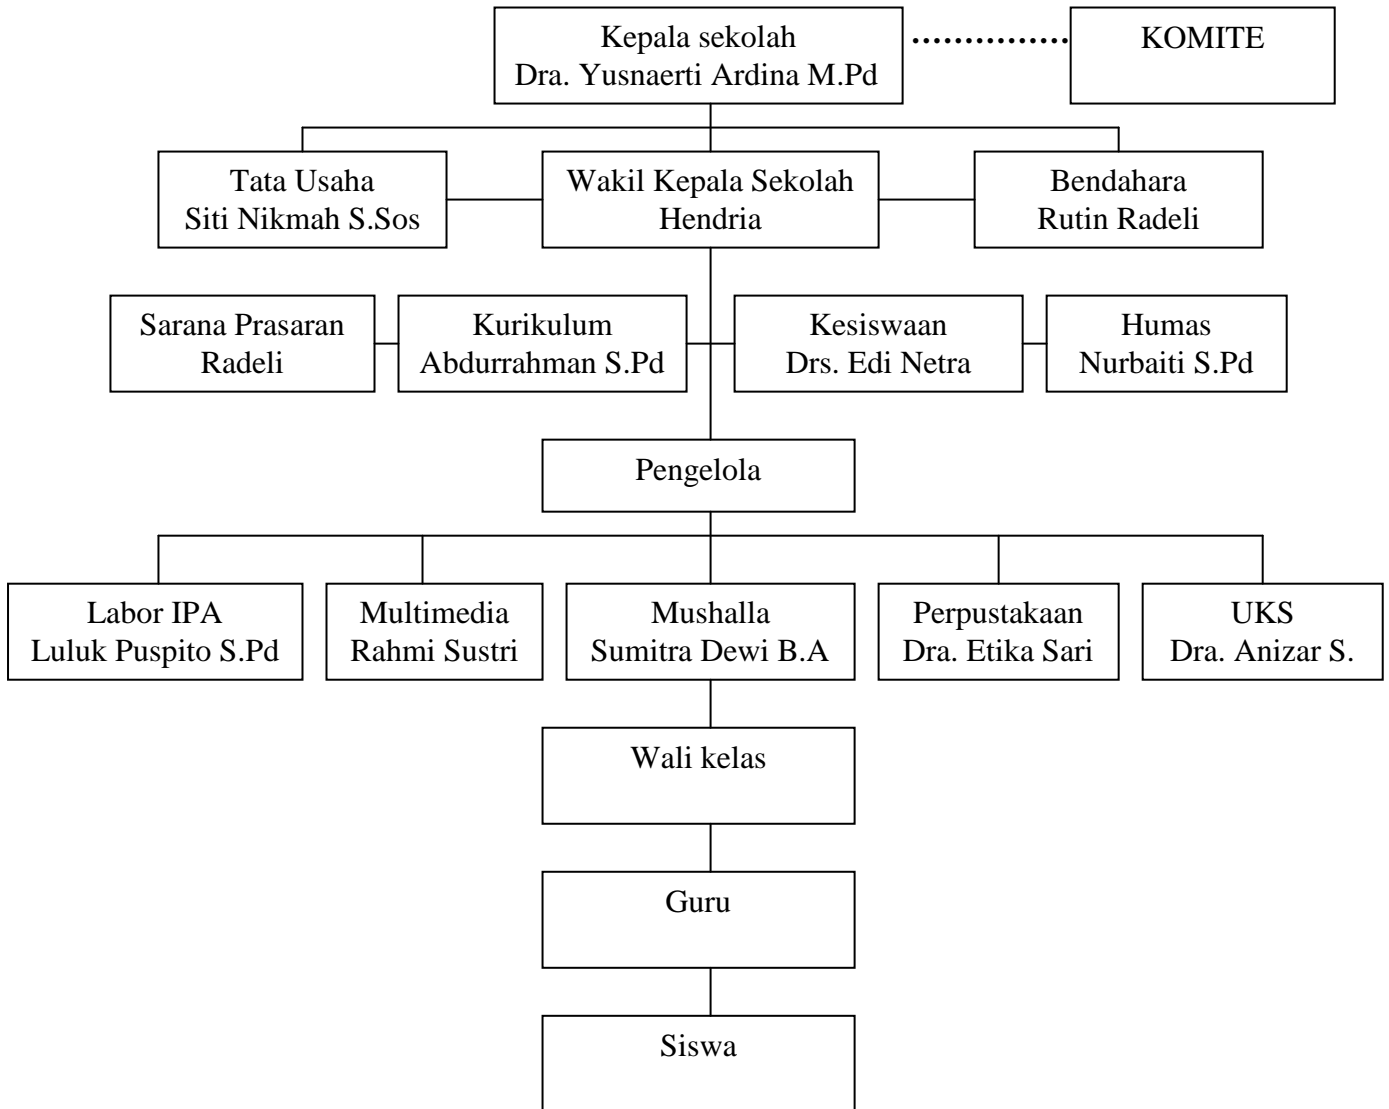 Kepala sekolah
Dra. Yusnaerti Ardina M.Pd
KOMITE
Tata Usaha
Siti Nikmah S.Sos
Wakil Kepala Sekolah
Hendria
Bendahara
Rutin Radeli
Sarana Prasaran
Radeli
Kurikulum
Abdurrahman S.Pd
Kesiswaan
Drs. Edi Netra
Humas
Nurbaiti S.Pd
Pengelola
Labor IPA
Luluk Puspito S.Pd
Multimedia
Rahmi Sustri
Mushalla
Sumitra Dewi B.A
Perpustakaan
Dra. Etika Sari
UKS
Dra. Anizar S.
Wali kelas
Guru
Siswa